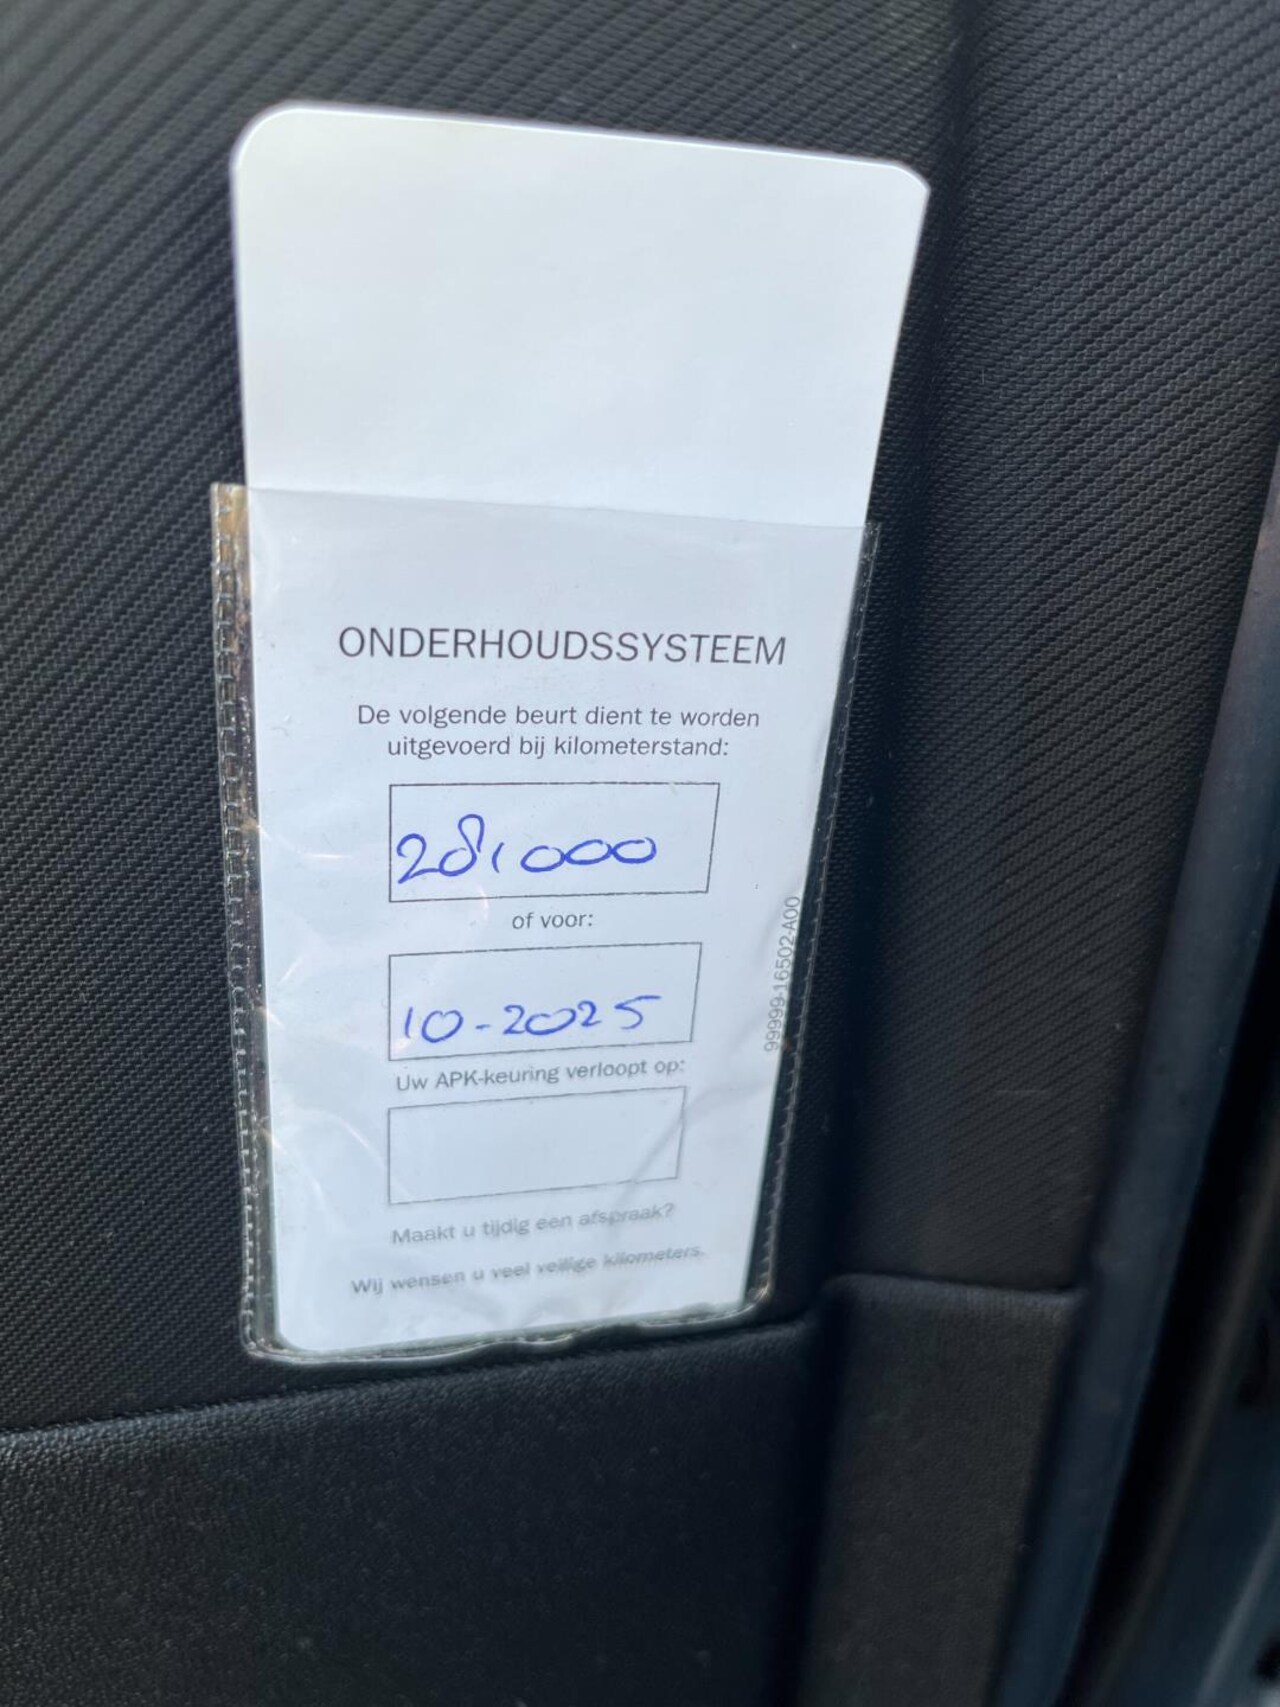 ONDERHOUDSSYSTEEM
De volgende beurt dient te worden
uitgevoerd bij kilometerstand:
281000
of voor:
10-2025
Uw APK-keuring verloopt op:
Maakt u tijdig een afspraak?
Wij wensen u veel veilige kilometers.
99999-16502-A00